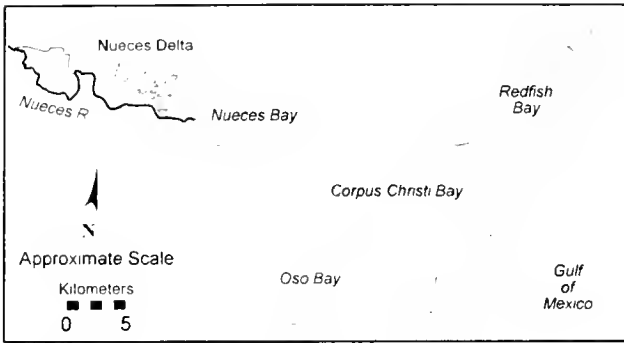 Nueces Delta
Nueces R
Nueces Bay
Redfish
Bay
Corpus Christi Bay
N
Approximate Scale
Kilometers
0 5
Oso Bay
Gulf
of
Mexico